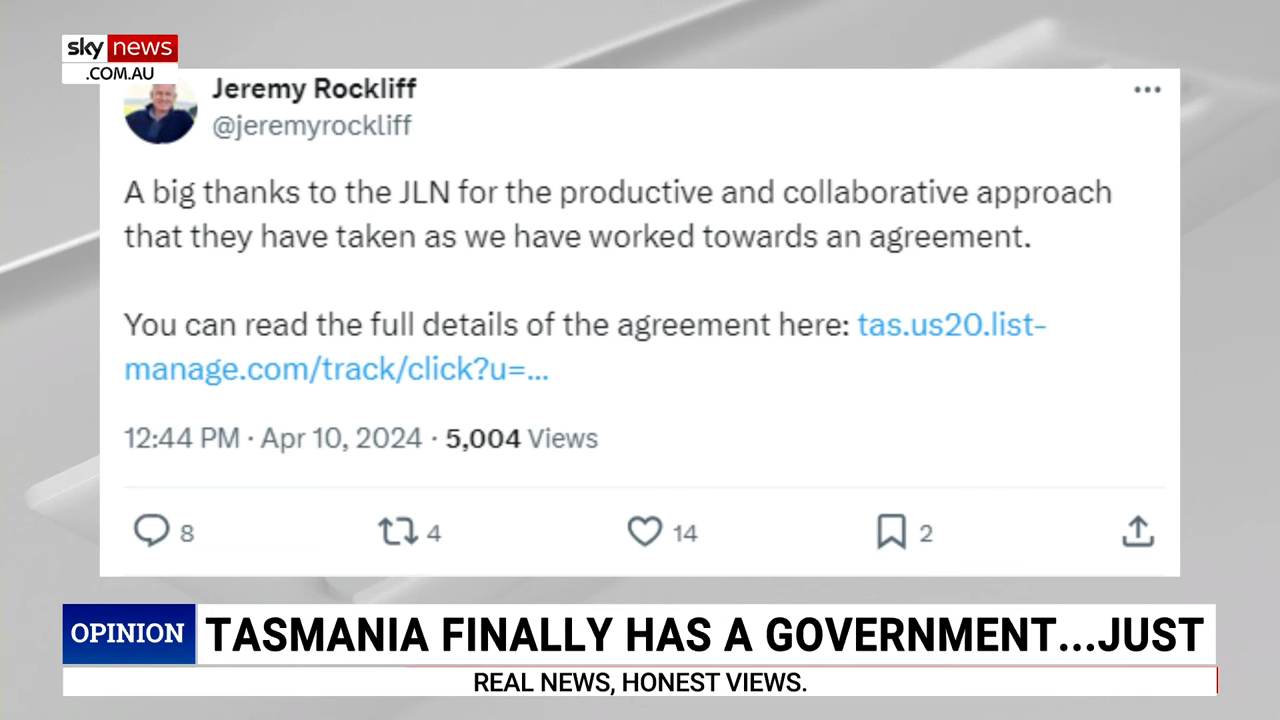 sky news
.COM.AU
Jeremy Rockliff
@jeremyrockliff
A big thanks to the JLN for the productive and collaborative approach
that they have taken as we have worked towards an agreement.
You can read the full details of the agreement here: tas.us20.list-
manage.com/track/click?u=...
12:44 PM · Apr 10, 2024 · 5,004 Views
8 4 14 2
OPINION TASMANIA FINALLY HAS A GOVERNMENT...JUST
REAL NEWS, HONEST VIEWS.